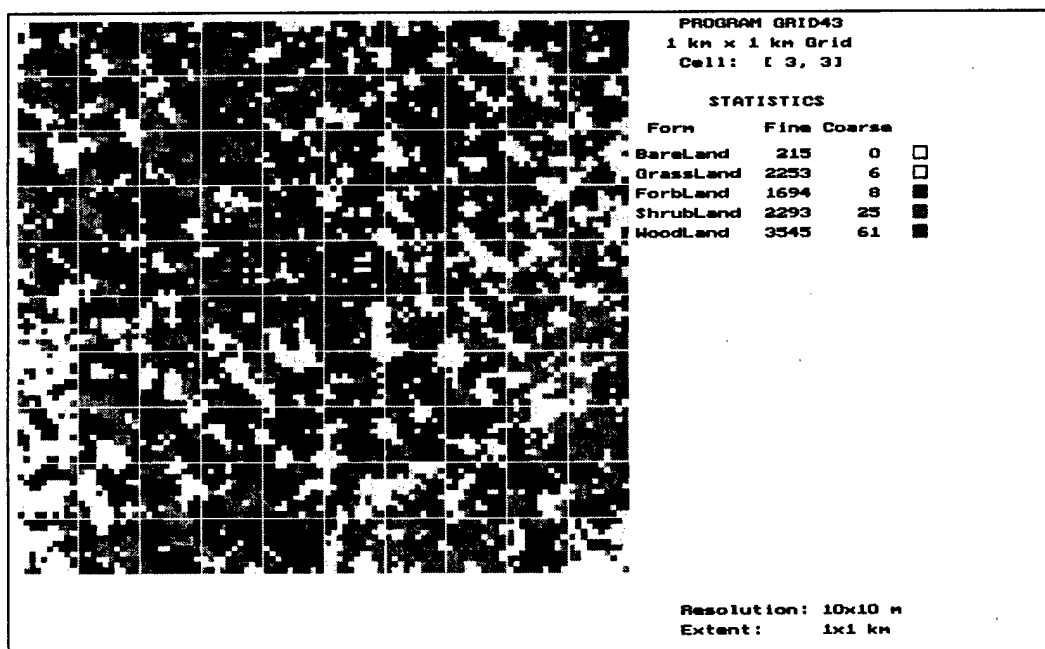 PROGRAM GRID43
1 km x 1 km Grid
Cell: [ 3, 3]
STATISTICS
Form Fine Coarse
BareLand 215 0
GrassLand 2253 6
ForbLand 1694 8
ShrubLand 2293 25
WoodLand 3545 61
Resolution: 10x10 m
Extent: 1x1 km